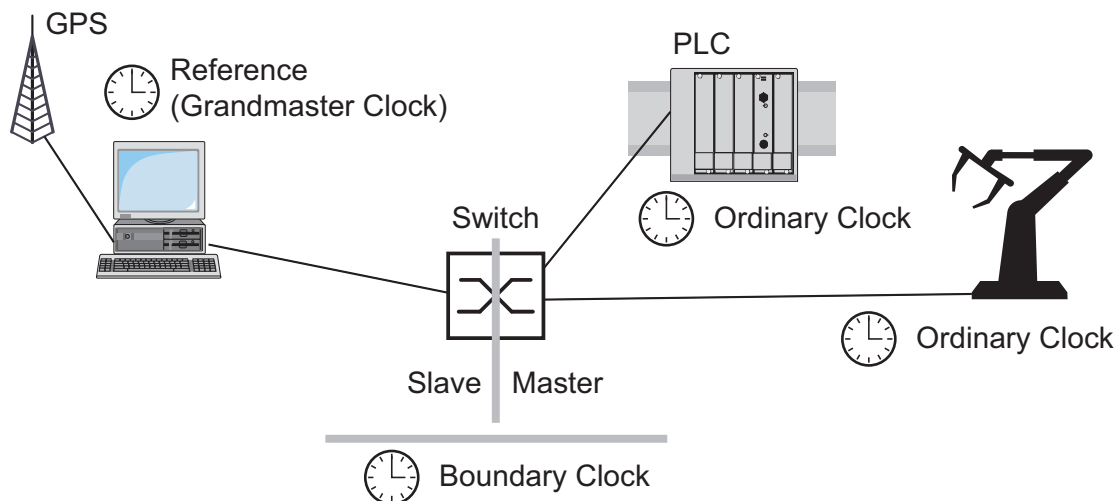 GPS
Reference
(Grandmaster Clock)
PLC
Ordinary Clock
Switch
Ordinary Clock
Slave
Master
Boundary Clock